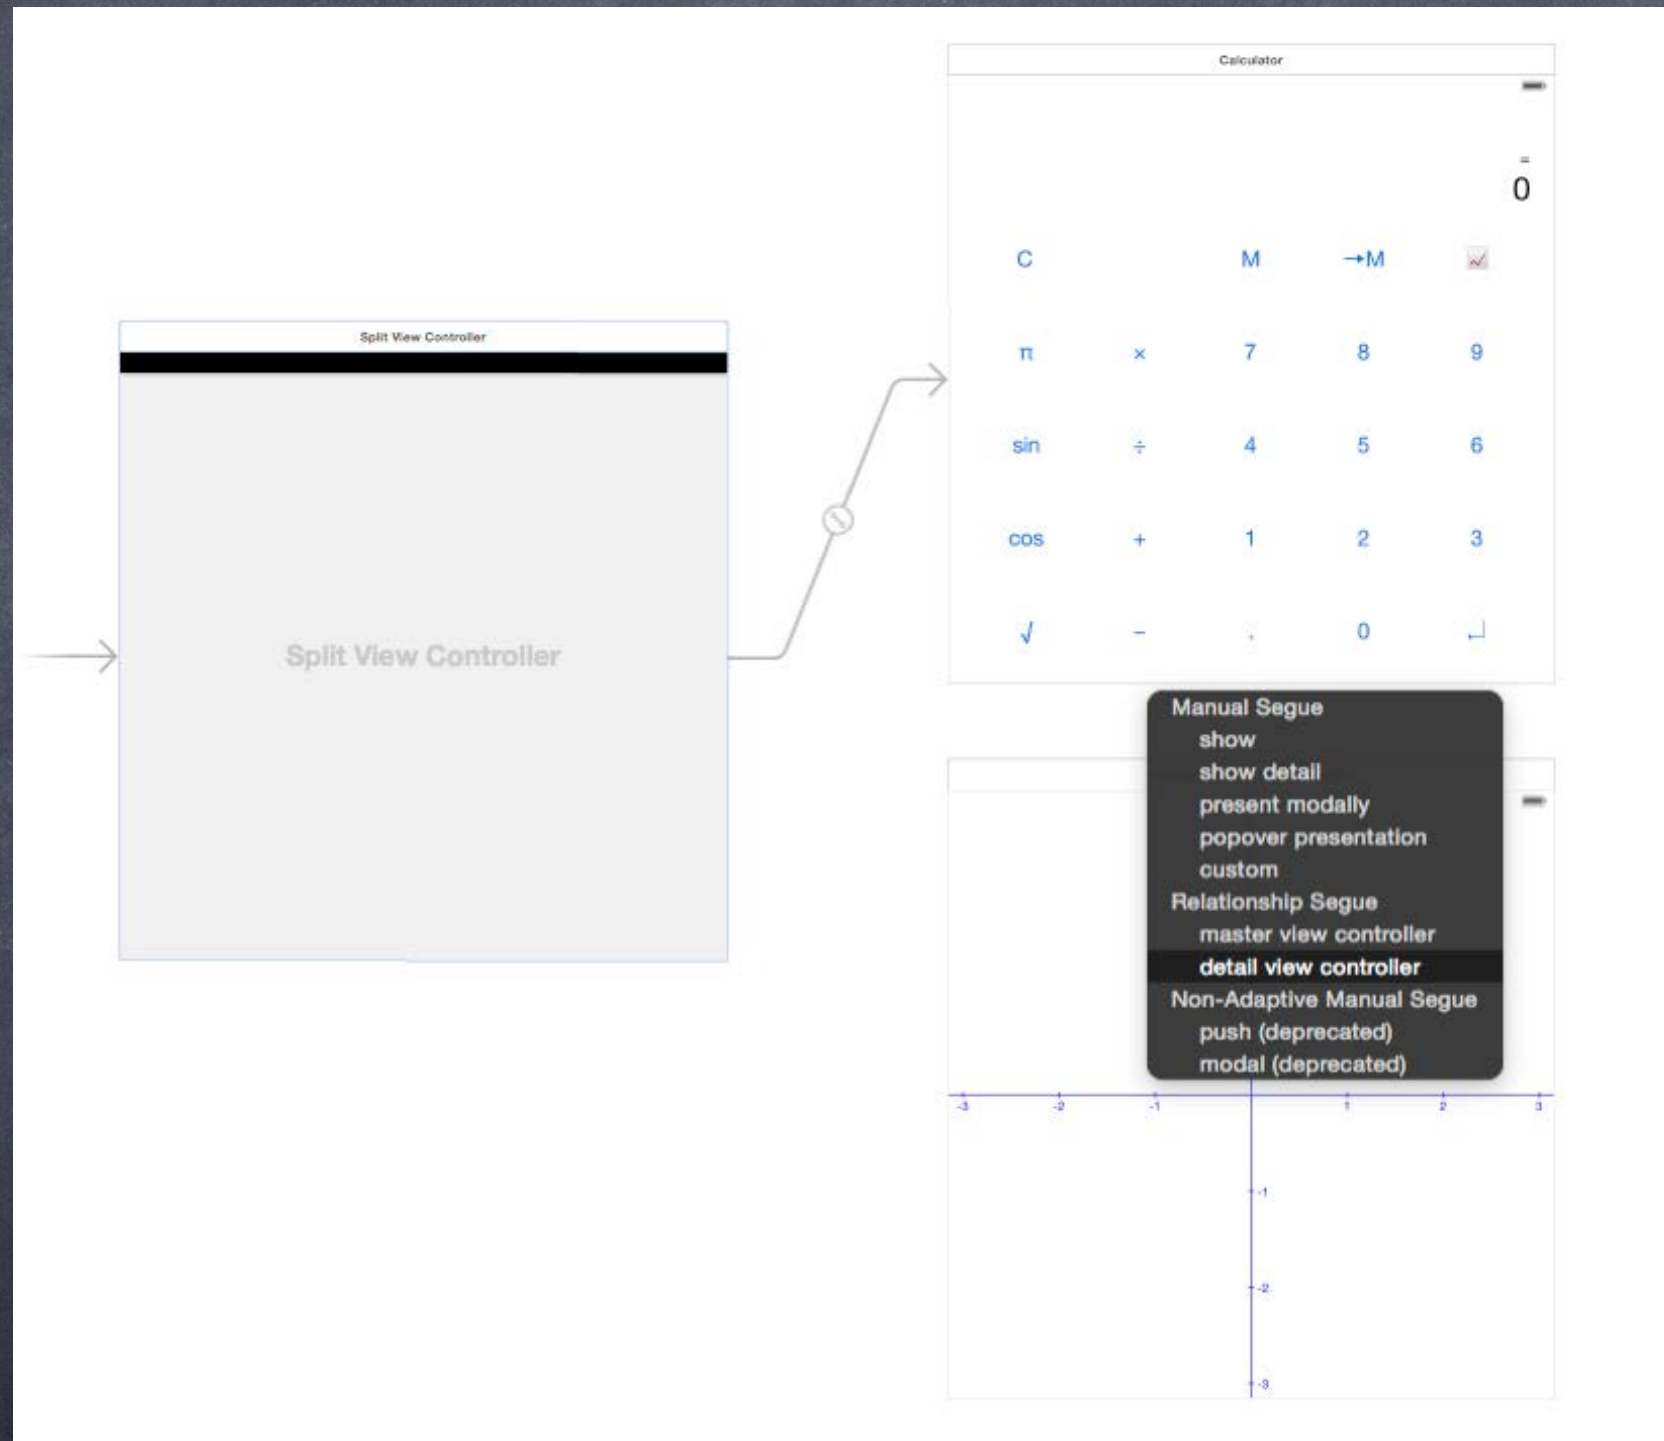 Calculator
=
0
C M →M
π × 7 8 9
sin ÷ 4 5 6
cos + 1 2 3
√ − . 0 ↵
Split View Controller
Split View Controller
Manual Segue
show
show detail
present modally
popover presentation
custom
Relationship Segue
master view controller
detail view controller
Non-Adaptive Manual Segue
push (deprecated)
modal (deprecated)
-3 -2 -1 1 2 3
-1
-2
-3